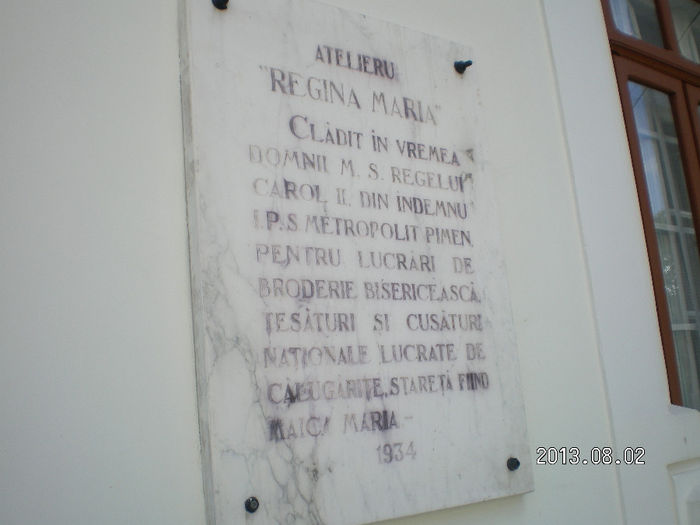 ATELIERU
"REGINA MARIA"
CLĂDIT ÎN VREMEA
DOMNII M. S. REGELUI
CAROL II. DIN ÎNDEMNU
I.P.S. METROPOLIT PIMEN,
PENTRU LUCRĂRI DE
BRODERIE BISERICEASCĂ,
ȚESĂTURI ȘI CUSĂTURI
NAȚIONALE LUCRATE DE
CĂLUGĂRIȚE, STAREȚĂ FIIND
MAICA MARIA –
1934
2013.08.02